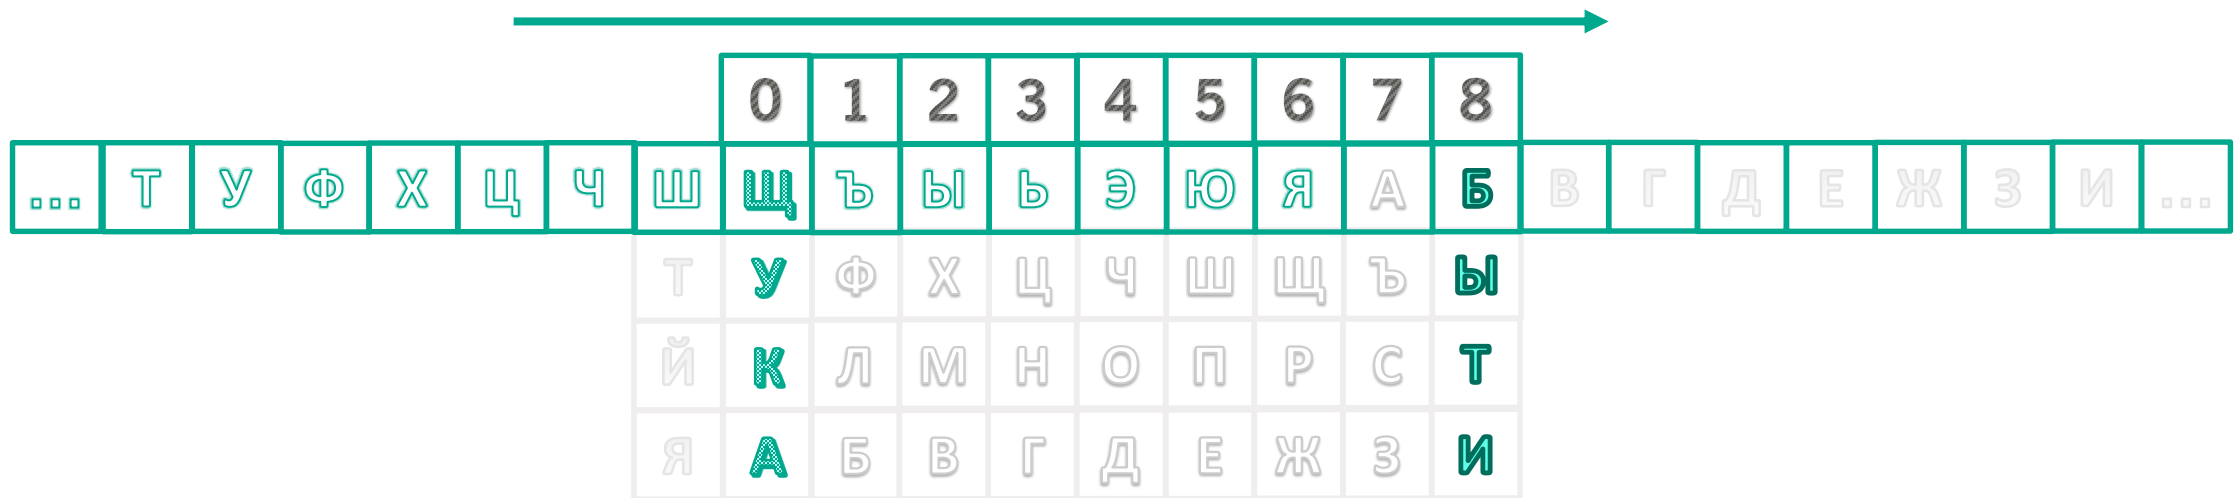 0 1 2 3 4 5 6 7 8
... Т У Ф Х Ц Ч Ш Щ Ъ Ы Ь Э Ю Я А Б В Г Д Е Ж З И ...
Т У Ф Х Ц Ч Ш Щ Ъ Ы
Й К Л М Н О П Р С Т
Я А Б В Г Д Е Ж З И